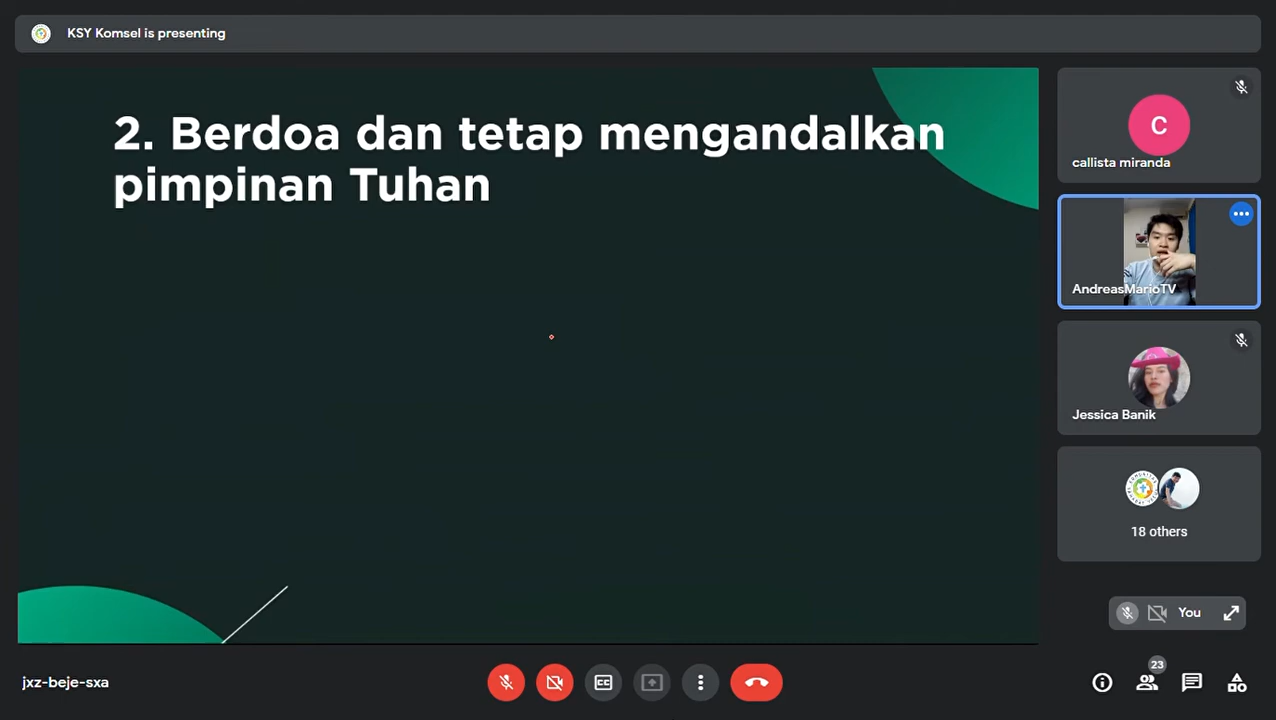 KSY Komsel is presenting
2. Berdoa dan tetap mengandalkan
pimpinan Tuhan
C
callista miranda
AndreasMarioTV
Jessica Banik
18 others
You
jxz-beje-sxa
CC
23